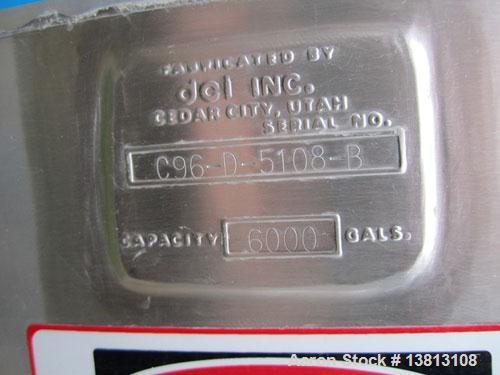 FABRICATED BY
dci INC.
CEDAR CITY, UTAH
SERIAL NO.
C96-D-5108-B
CAPACITY 6000 GALS.
Aaron Stock # 13813108